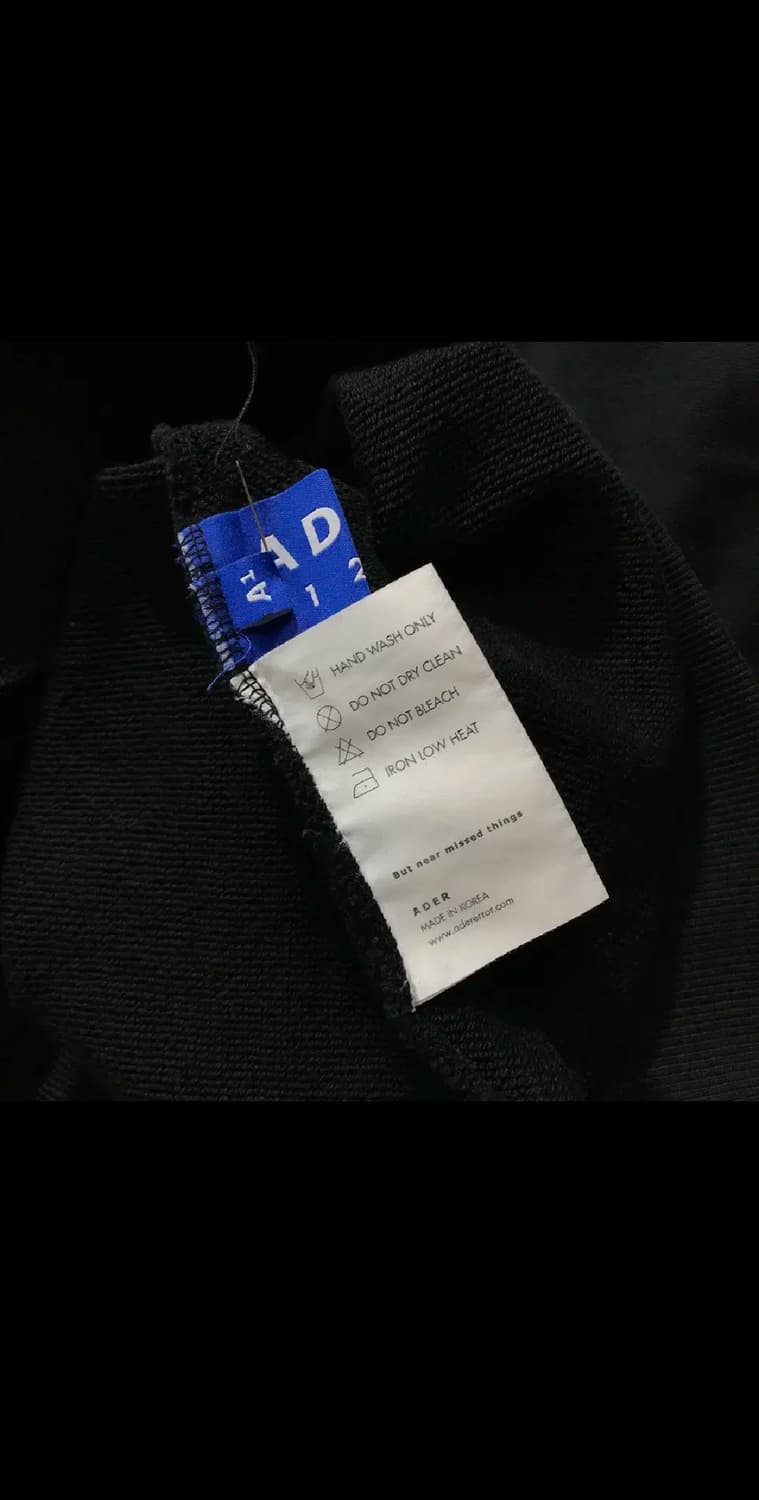 AD
A1
1 2
HAND WASH ONLY
DO NOT DRY CLEAN
DO NOT BLEACH
IRON LOW HEAT
But near missed things
ADER
MADE IN KOREA
www.adererror.com